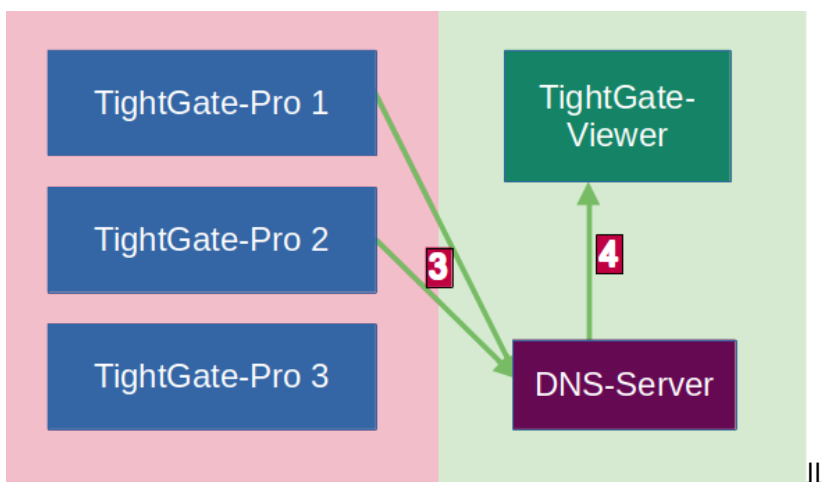 TightGate-Pro 1
TightGate-Pro 2
TightGate-Pro 3
TightGate-
Viewer
3
4
DNS-Server